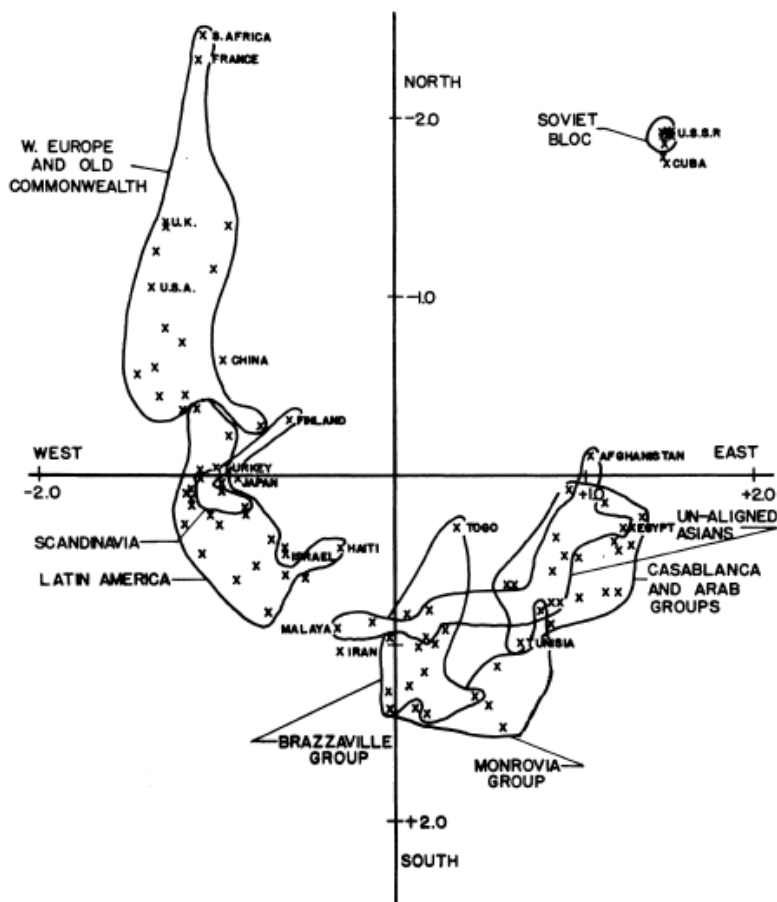 S. AFRICA
FRANCE
NORTH
-2.0
SOVIET
BLOC
U.S.S.R
CUBA
W. EUROPE
AND OLD
COMMONWEALTH
U.K.
U.S.A.
-1.0
CHINA
FINLAND
WEST
-2.0
TURKEY
JAPAN
AFGHANISTAN
EAST
+1.0
+2.0
SCANDINAVIA
LATIN AMERICA
ISRAEL
HAITI
TOGO
EGYPT
UN-ALIGNED
ASIANS
CASABLANCA
AND ARAB
GROUPS
MALAYA
IRAN
TUNISIA
BRAZZAVILLE
GROUP
MONROVIA
GROUP
+2.0
SOUTH